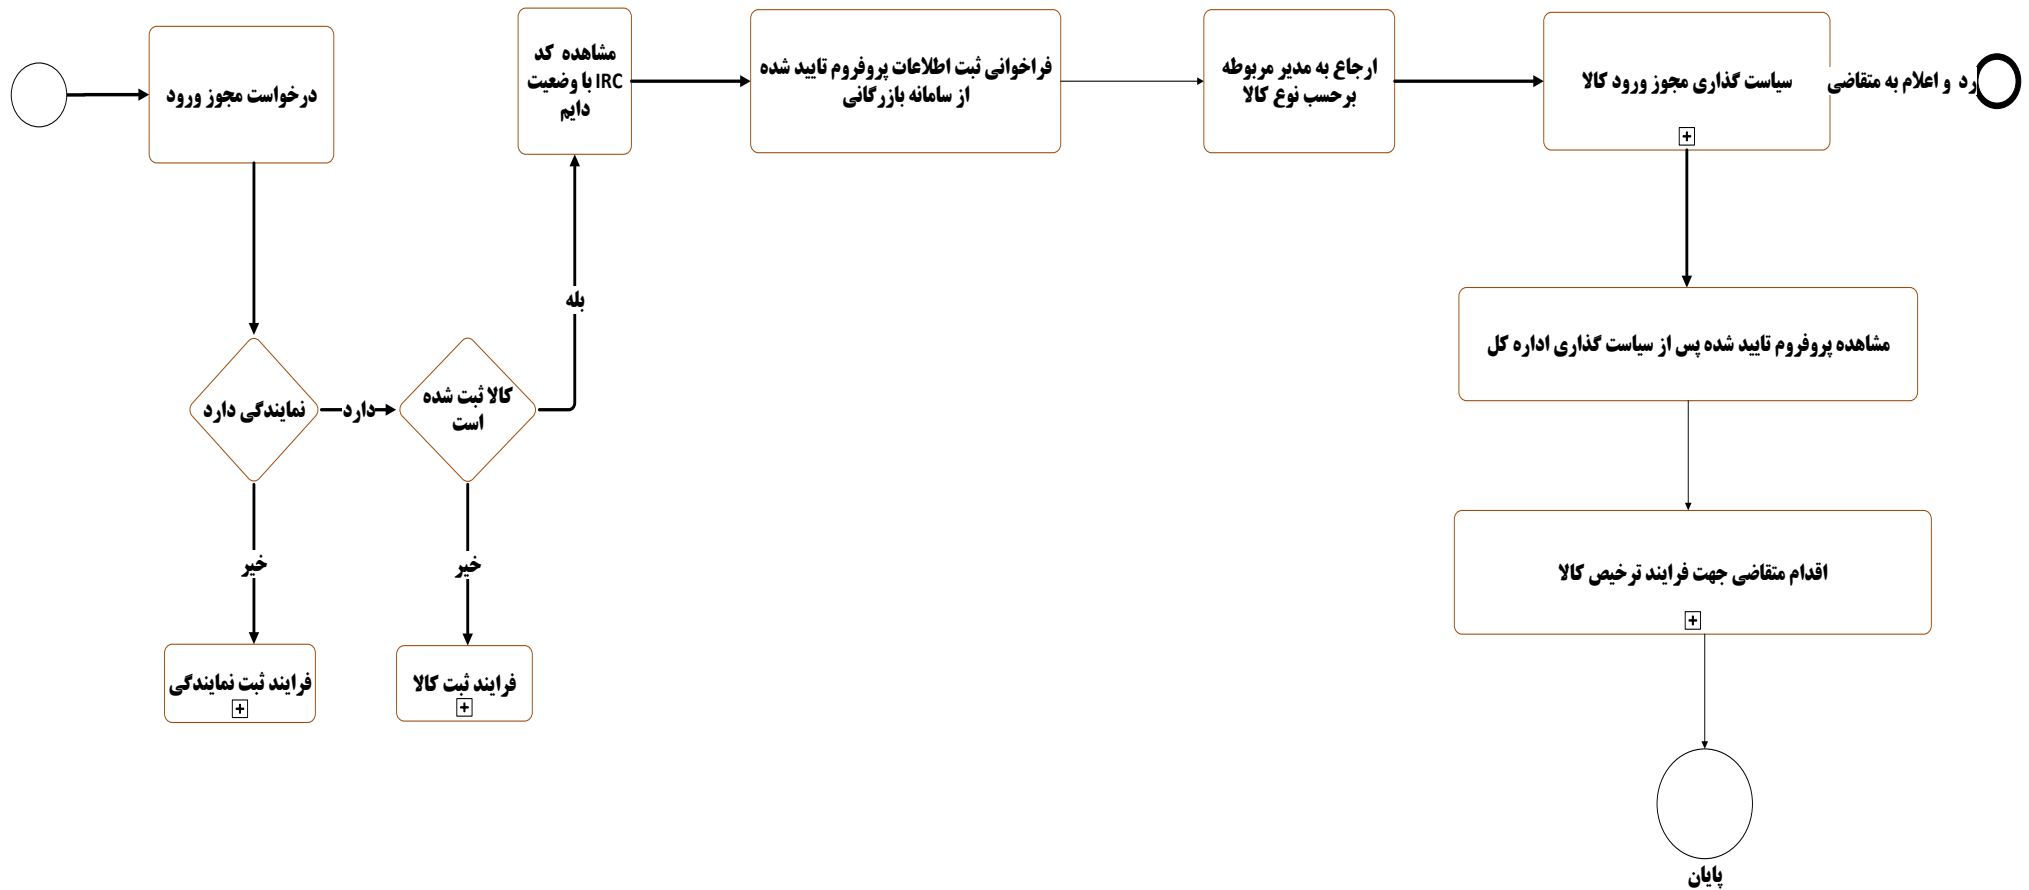 درخواست مجوز ورود
مشاهده کد
IRC با وضعیت
دایم
فراخوانی ثبت اطلاعات پروفروم تایید شده
از سامانه بازرگانی
ارجاع به مدیر مربوطه
برحسب نوع کالا
سیاست گذاری مجوز ورود کالا
رد و اعلام به متقاضی
بله
مشاهده پروفروم تایید شده پس از سیاست گذاری اداره کل
نمایندگی دارد
دارد
کالا ثبت شده
است
خیر
خیر
اقدام متقاضی جهت فرایند ترخیص کالا
فرایند ثبت نمایندگی
فرایند ثبت کالا
پایان